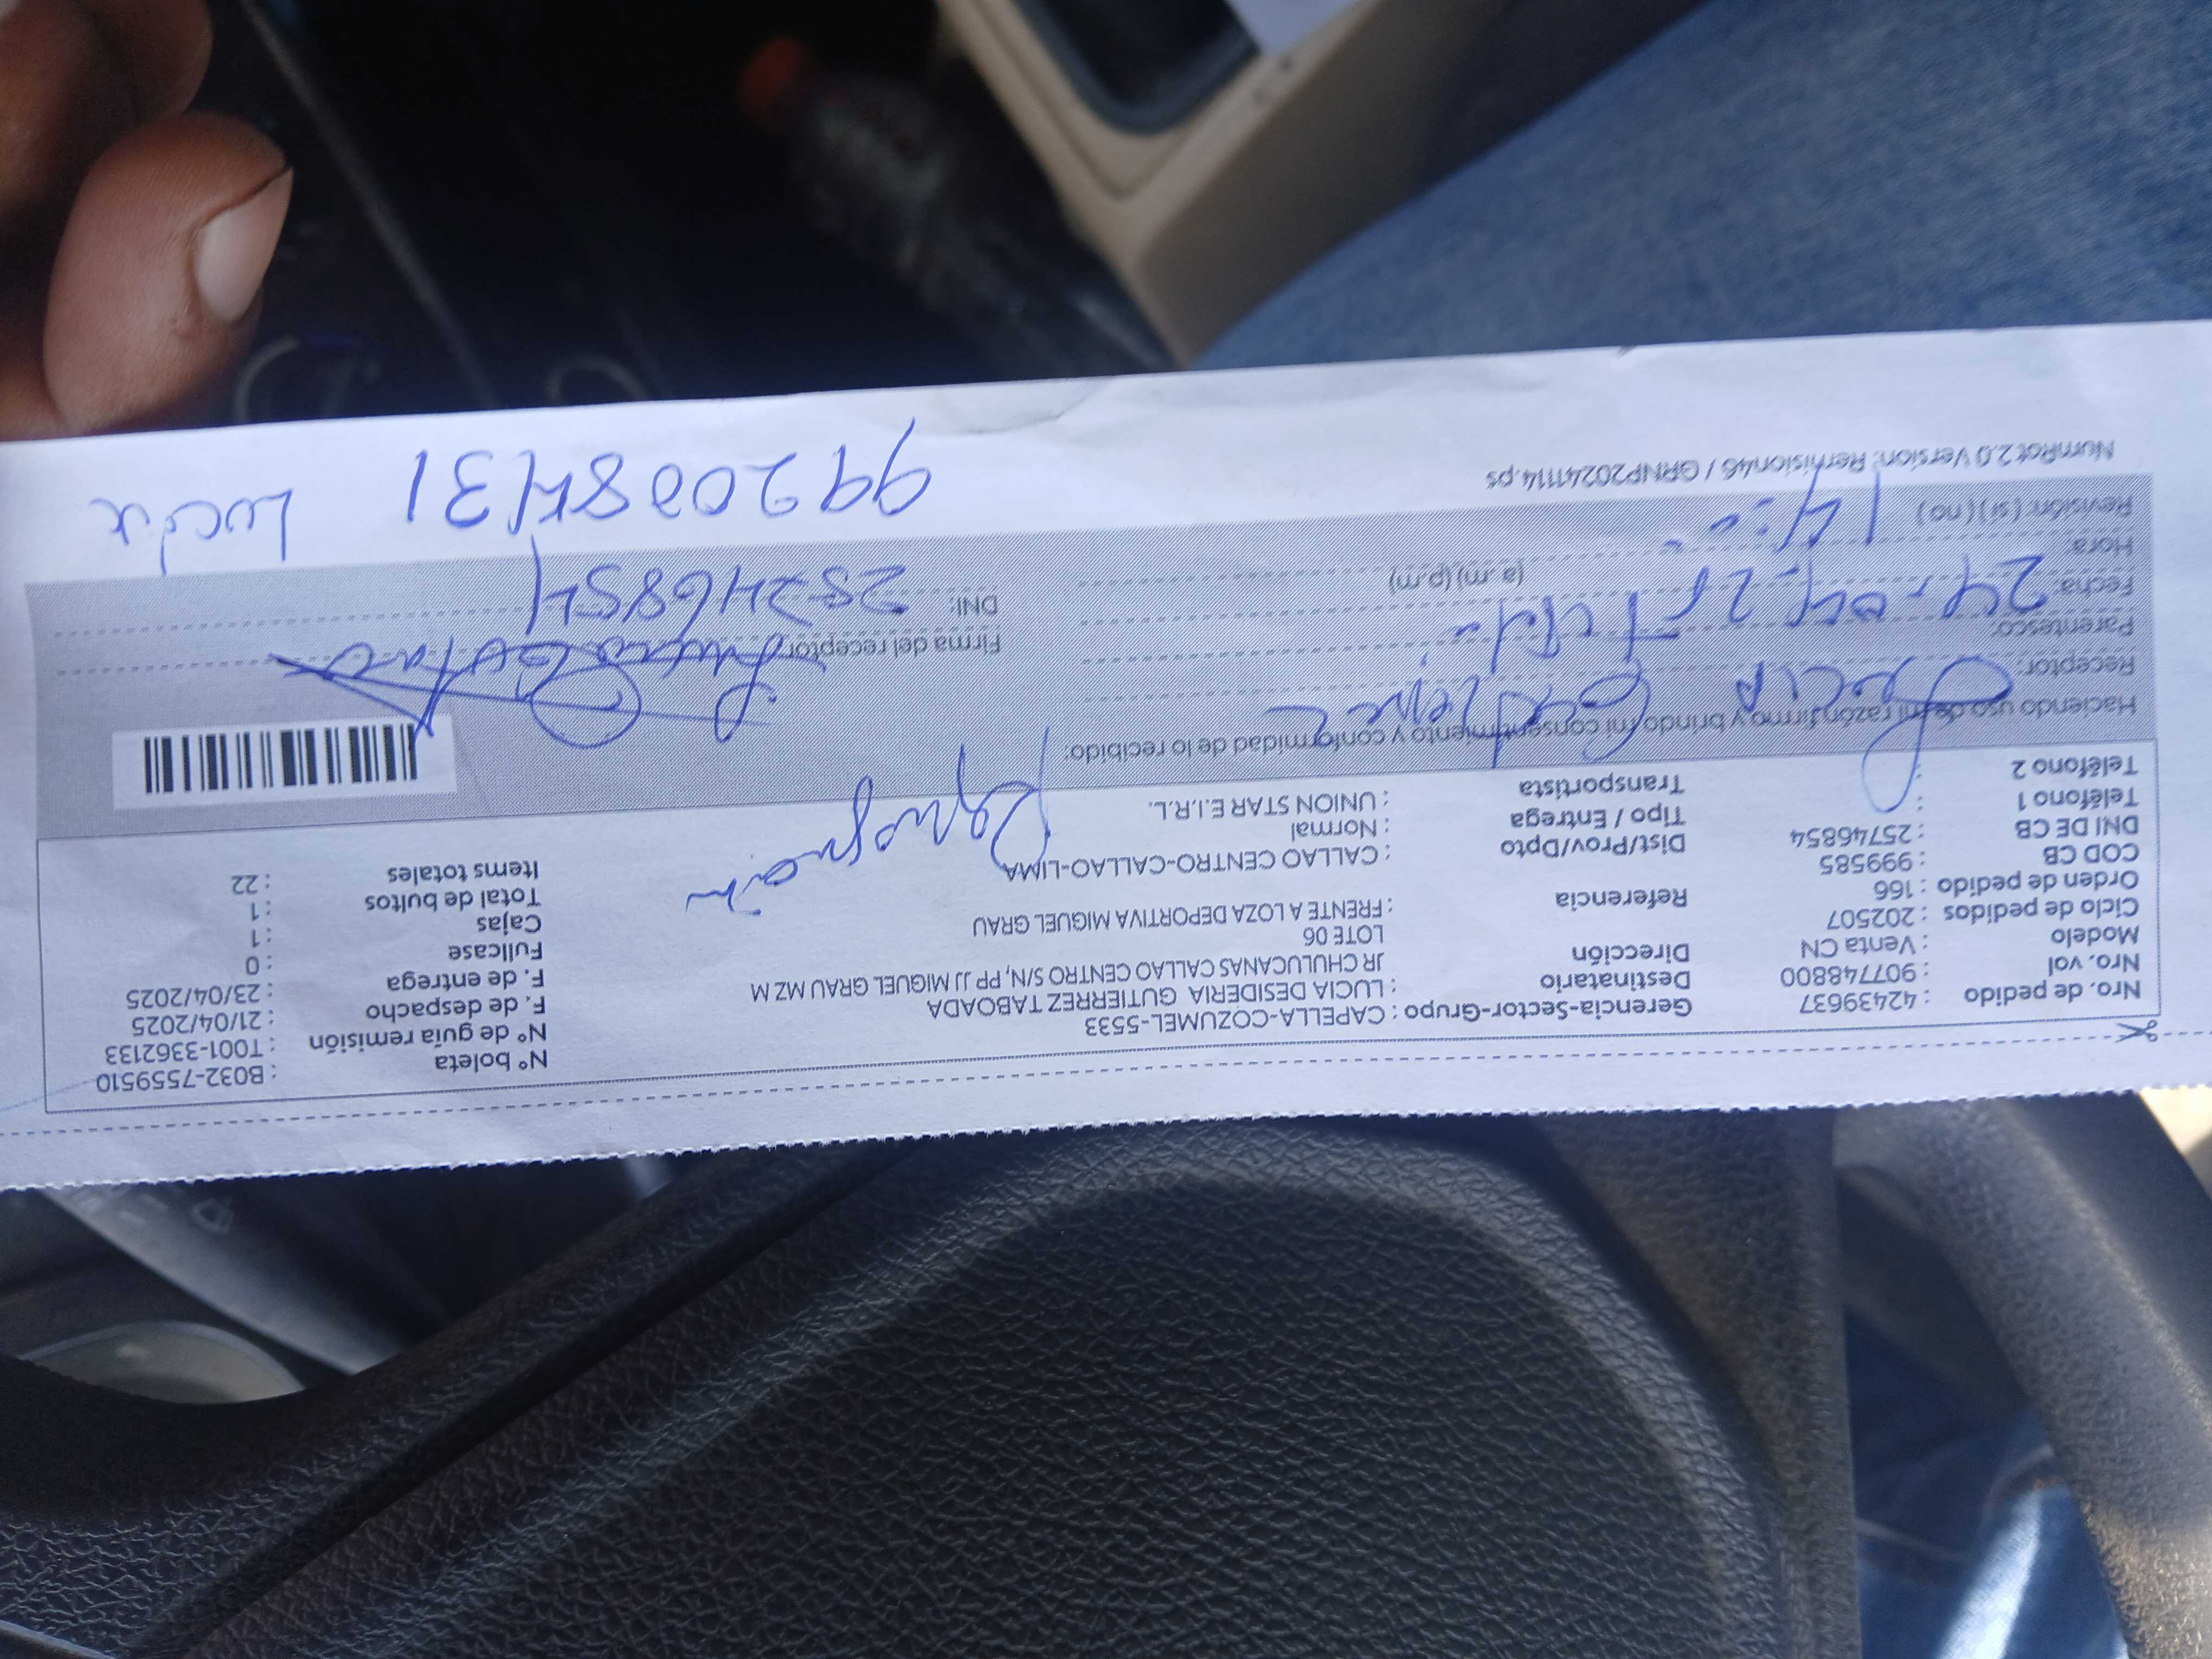 Nro. de pedido : 42439637
Nro. vol : 907748800
Modelo : Venta CN
Ciclo de pedidos : 202507
Orden de pedido : 166
COD CB : 999585
DNI DE CB : 25746854
Teléfono 1 :
Teléfono 2 :
Gerencia-Sector-Grupo : CAPELLA-COZUMEL-5533
Destinatario : LUCIA DESIDERIA GUTIERREZ TABOADA
Dirección JR CHULUCANAS CALLAO CENTRO S/N, PP JJ MIGUEL GRAU MZ M
LOTE 06
Referencia : FRENTE A LOZA DEPORTIVA MIGUEL GRAU
Dist/Prov/Dpto : CALLAO CENTRO-CALLAO-LIMA
Tipo / Entrega : Normal
Transportista : UNION STAR E.I.R.L.
N° boleta : B032-7559510
N° de guía remisión : T001-3362133
F. de despacho : 21/04/2025
F. de entrega : 23/04/2025
Fullcase : 0
Cajas : 1
Total de bultos : 1
Items totales : 22
Haciendo uso de mi razón firmo y brindo mi consentimiento y conformidad de lo recibido:
Receptor: Lucia
Parentesco:
Fecha: 24-04-25
Hora: 14:00 (a.m) (p.m)
Revisión: (si) (no)
Firma del receptor:
DNI: 25746854
NumRot2.0 Version: Remision46 / GRNP20241114.ps